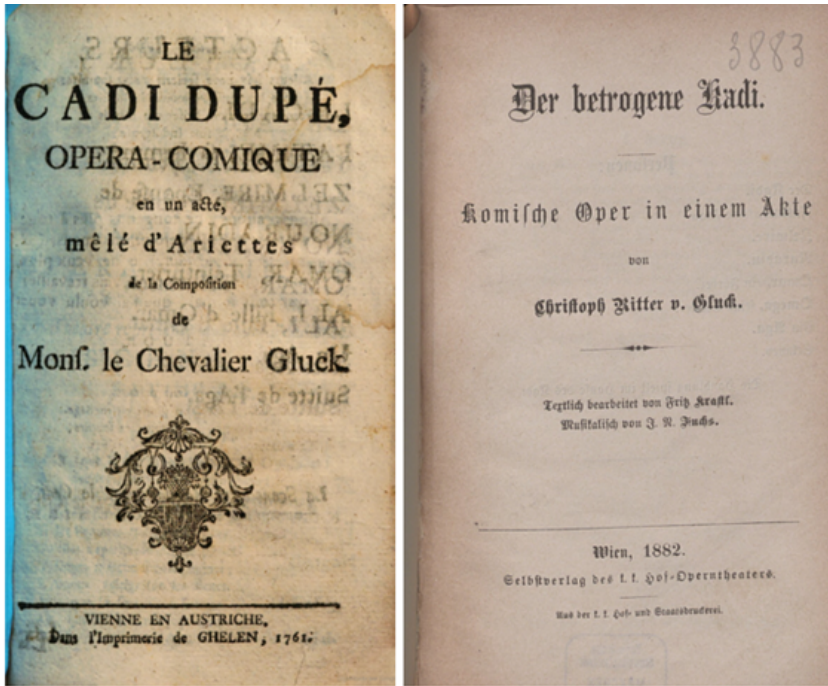 LE
CADI DUPÉ,
OPERA-COMIQUE
en un acte,
mêlé d'Ariettes
de la Composition
de
Monſ. le Chevalier Gluck.
VIENNE EN AUSTRICHE,
Dans l'Imprimerie de GHELEN, 1761.
3883
Der betrogene Kadi.
Komiſche Oper in einem Akte
von
Chriſtoph Ritter v. Gluck.
Textlich bearbeitet von Fritz Kraſtl.
Muſikaliſch von J. N. Fuchs.
Wien, 1882.
Selbſtverlag des k. k. Hof-Operntheaters.
Aus der k. k. Hof- und Staatsdruckerei.